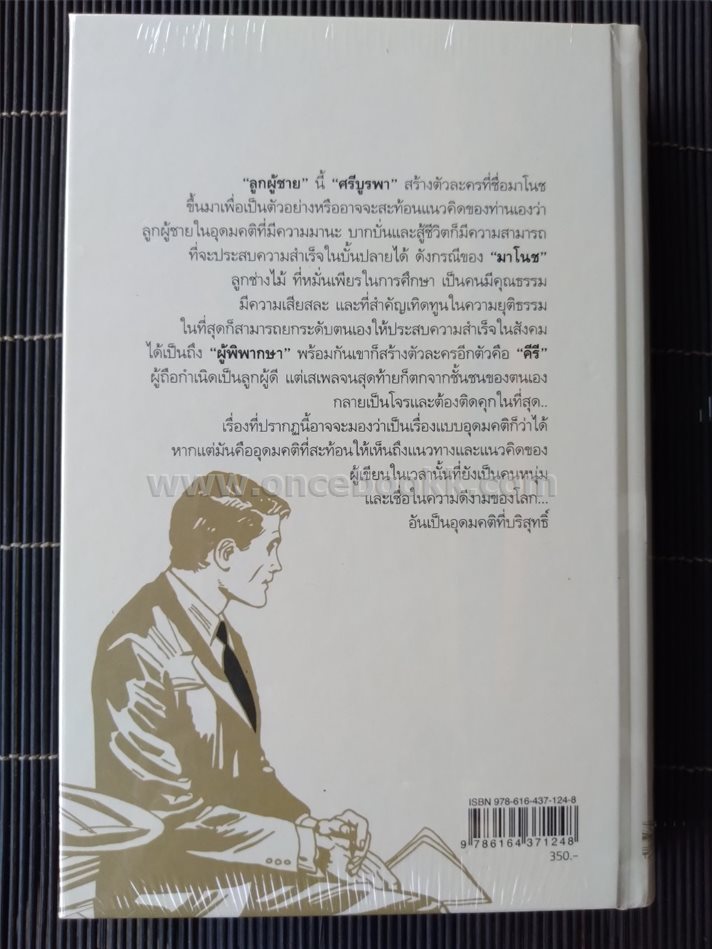 “ลูกผู้ชาย” นี้ “ศรีบูรพา” สร้างตัวละครที่ชื่อมาโนช
ขึ้นมาเพื่อเป็นตัวอย่างหรืออาจจะสะท้อนแนวคิดของท่านเองว่า
ลูกผู้ชายในอุดมคติที่มีความมานะ บากบั่นและสู้ชีวิตก็มีความสามารถ
ที่จะประสบความสำเร็จในบั้นปลายได้ ดังกรณีของ “มาโนช”
ลูกช่างไม้ ที่หมั่นเพียรในการศึกษา เป็นคนมีคุณธรรม
มีความเสียสละ และที่สำคัญเทิดทูนในความยุติธรรม
ในที่สุดก็สามารถยกระดับตนเองให้ประสบความสำเร็จในสังคม
ได้เป็นถึง “ผู้พิพากษา” พร้อมกันเขาก็สร้างตัวละครอีกตัวคือ “คีรี”
ผู้ถือกำเนิดเป็นลูกผู้ดี แต่เสเพลจนสุดท้ายก็ตกจากชั้นชนของตนเอง
กลายเป็นโจรและต้องติดคุกในที่สุด..
เรื่องที่ปรากฏนี้อาจจะมองว่าเป็นเรื่องแบบอุดมคติก็ว่าได้
หากแต่มันคืออุดมคติที่สะท้อนให้เห็นถึงแนวทางและแนวคิดของ
ผู้เขียนในเวลานั้นที่ยังเป็นคนหนุ่ม
www.oncebookk.com
และเชื่อในความดีงามของโลก...
อันเป็นอุดมคติที่บริสุทธิ์
ISBN 978-616-437-124-8
9 786164 371248
350.-